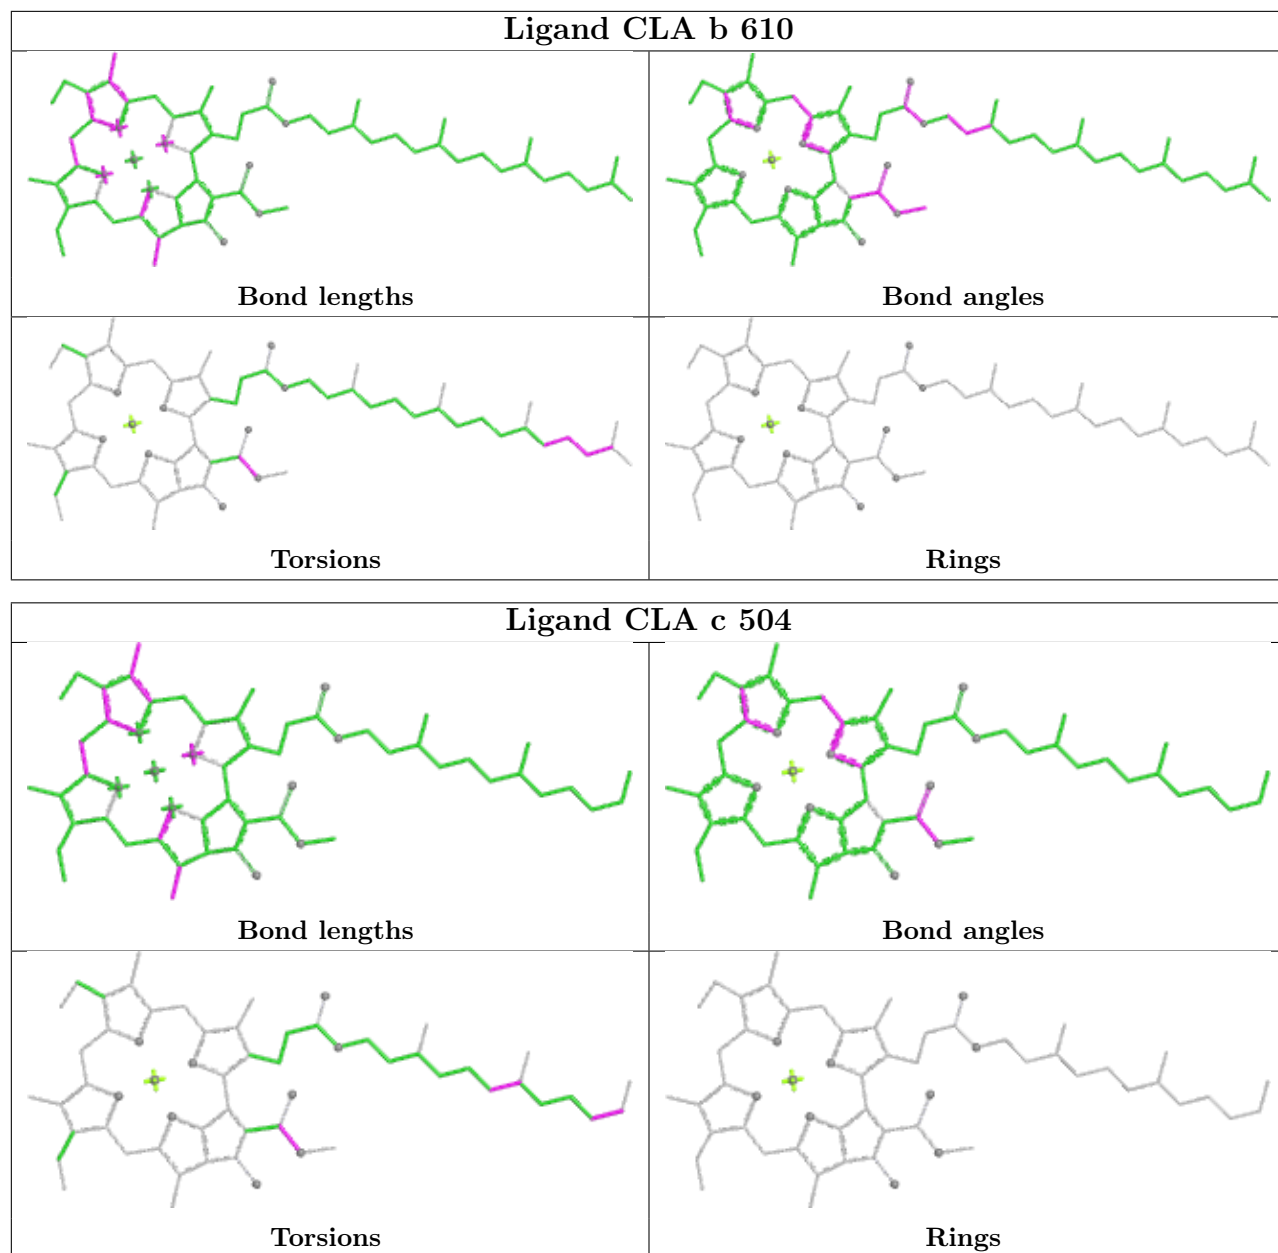 Ligand CLA b 610
Bond lengths
Bond angles
Torsions
Rings
Ligand CLA c 504
Bond lengths
Bond angles
Torsions
Rings